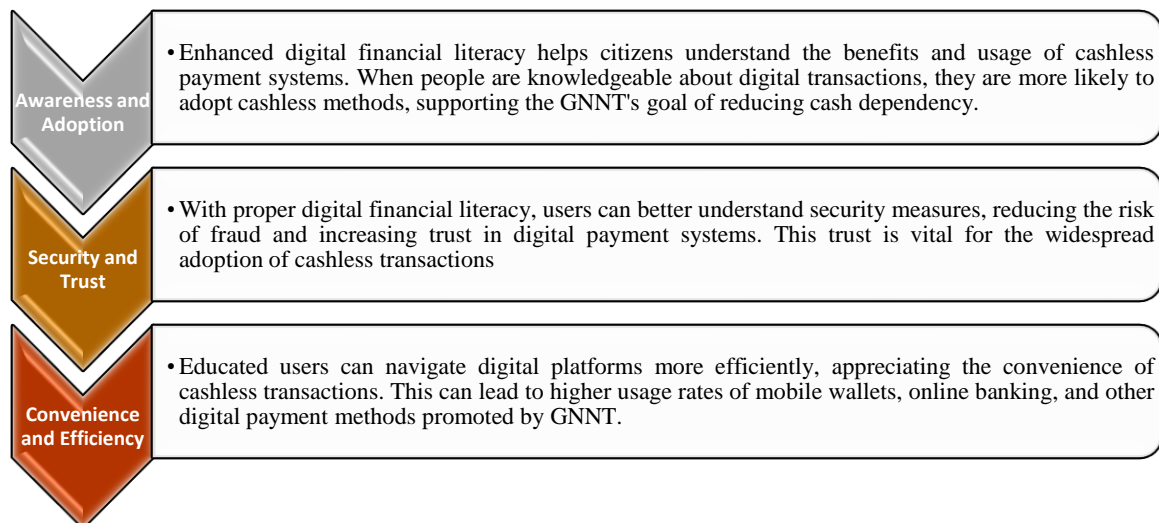 Awareness and
Adoption
• Enhanced digital financial literacy helps citizens understand the benefits and usage of cashless
payment systems. When people are knowledgeable about digital transactions, they are more likely to
adopt cashless methods, supporting the GNNT's goal of reducing cash dependency.
Security and
Trust
• With proper digital financial literacy, users can better understand security measures, reducing the risk
of fraud and increasing trust in digital payment systems. This trust is vital for the widespread
adoption of cashless transactions
Convenience
and Efficiency
• Educated users can navigate digital platforms more efficiently, appreciating the convenience of
cashless transactions. This can lead to higher usage rates of mobile wallets, online banking, and other
digital payment methods promoted by GNNT.